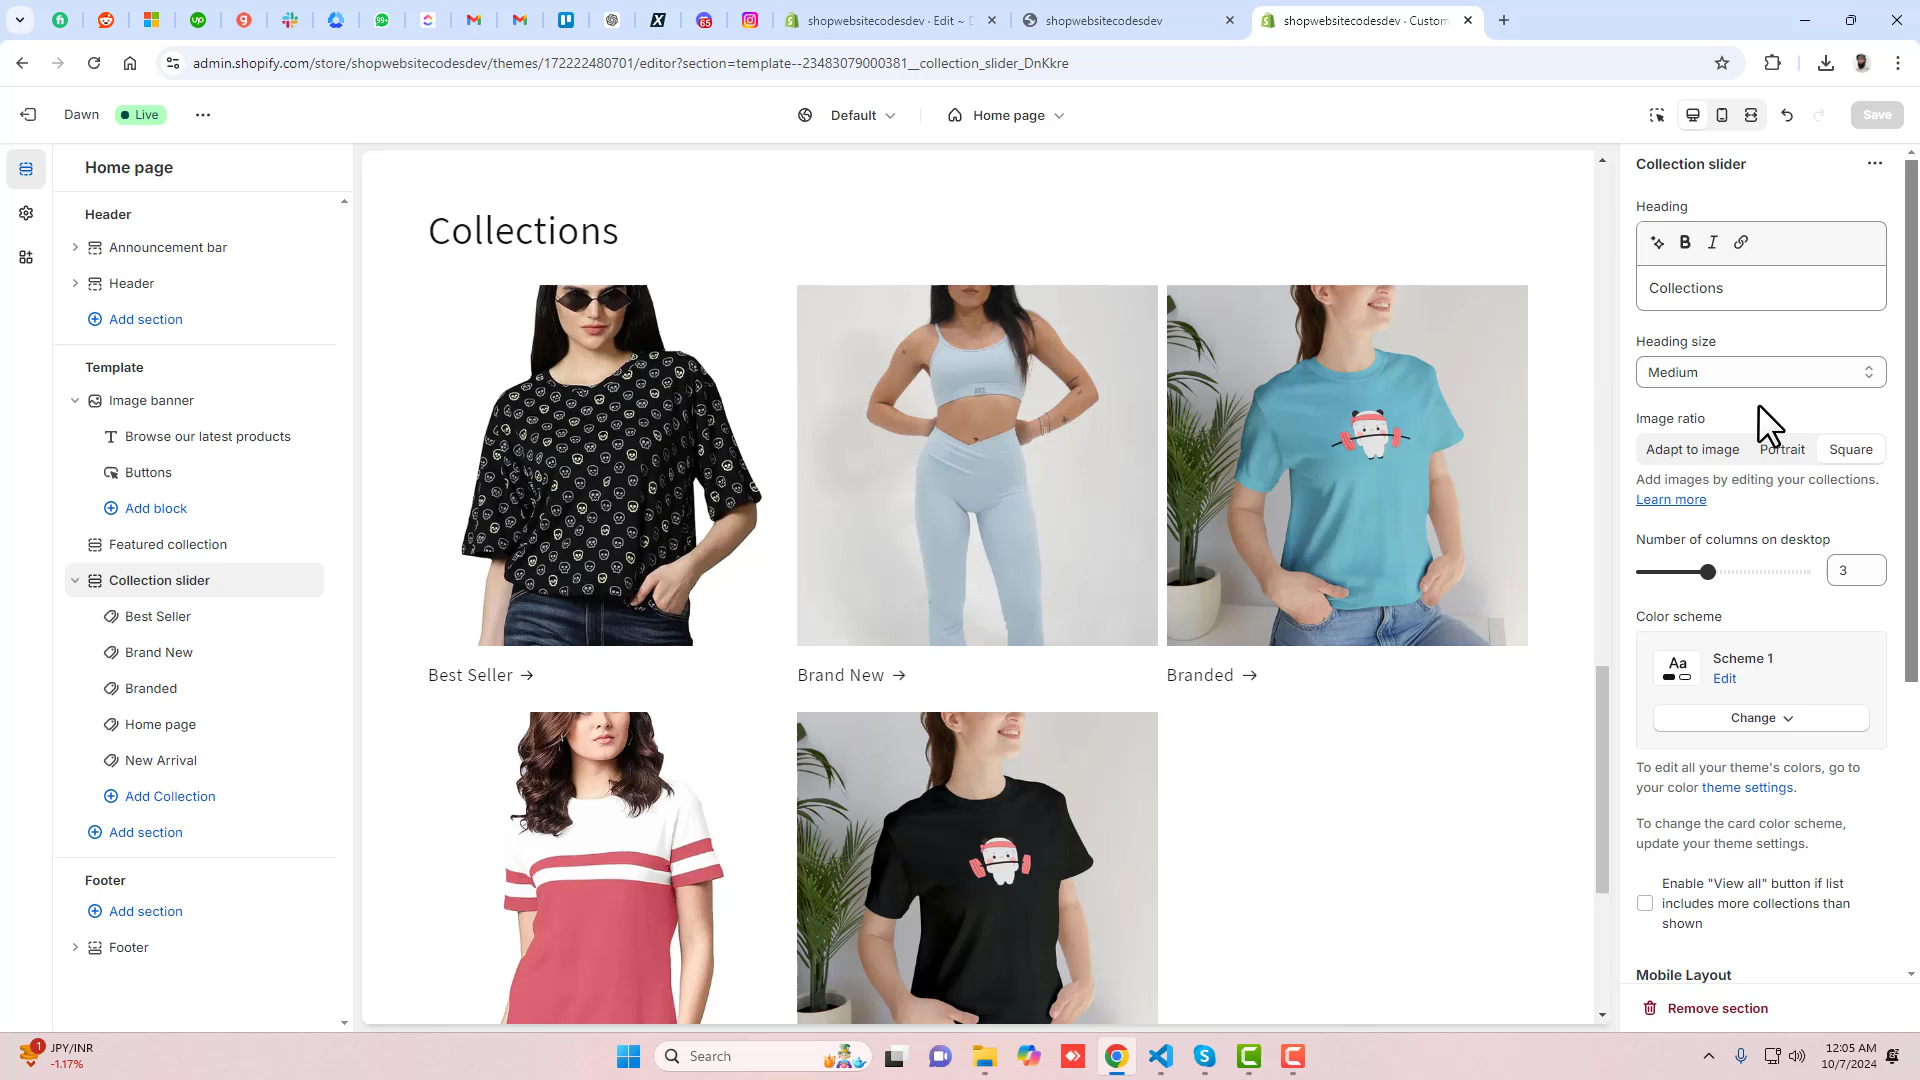 shopwebsitecodesdev · Edit ~ D
shopwebsitecodesdev
shopwebsitecodesdev · Custom
admin.shopify.com/store/shopwebsitecodesdev/themes/172222480701/editor?section=template--23483079000381__collection_slider_DnKkre
Dawn
Live
Default
Home page
Save
Home page
Header
Announcement bar
Header
Add section
Template
Image banner
Browse our latest products
Buttons
Add block
Featured collection
Collection slider
Best Seller
Brand New
Branded
Home page
New Arrival
Add Collection
Add section
Footer
Add section
Footer
Collections
Best Seller →
Brand New →
Branded →
Collection slider
Heading
B I
Collections
Heading size
Medium
Image ratio
Adapt to image Portrait Square
Add images by editing your collections.
Learn more
Number of columns on desktop
3
Color scheme
Aa
Scheme 1
Edit
Change
To edit all your theme's colors, go to
your color theme settings.
To change the card color scheme,
update your theme settings.
Enable "View all" button if list
includes more collections than
shown
Mobile Layout
Remove section
1
JPY/INR
-1.17%
Search
12:05 AM
10/7/2024